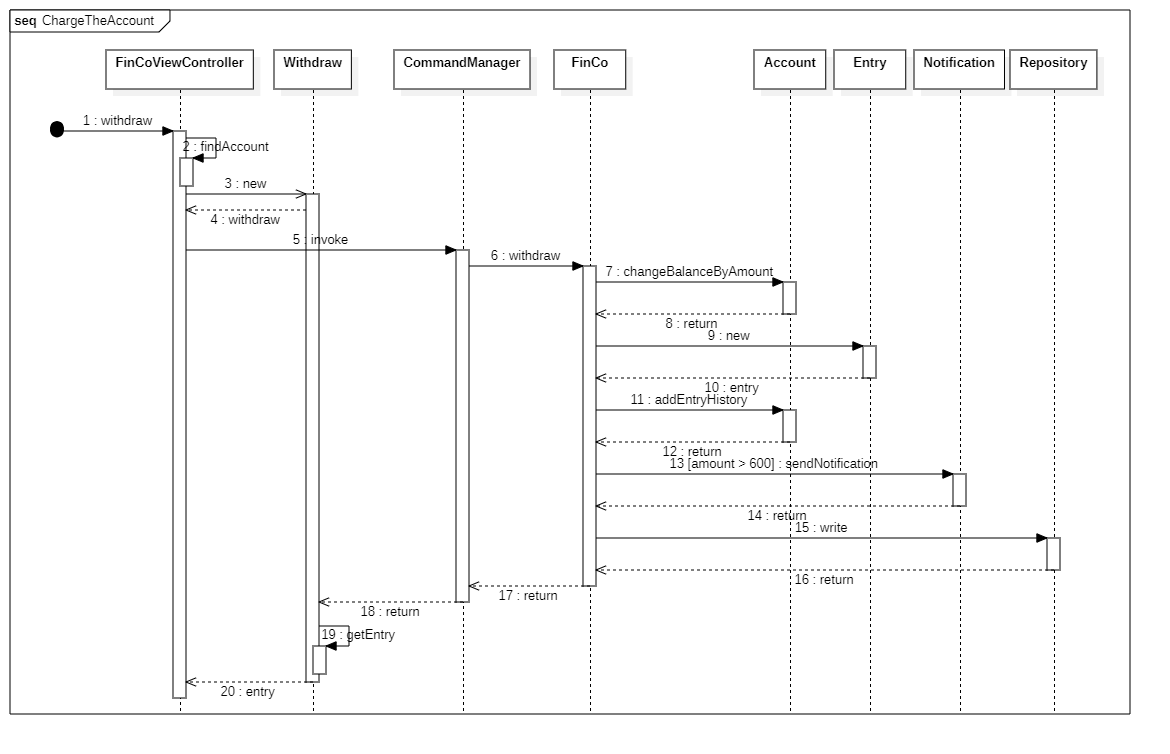 seq ChargeTheAccount
FinCoViewController
Withdraw
CommandManager
FinCo
Account
Entry
Notification
Repository
1 : withdraw
2 : findAccount
3 : new
4 : withdraw
5 : invoke
6 : withdraw
7 : changeBalanceByAmount
8 : return
9 : new
10 : entry
11 : addEntryHistory
12 : return
13 [amount > 600] : sendNotification
14 : return
15 : write
16 : return
17 : return
18 : return
19 : getEntry
20 : entry